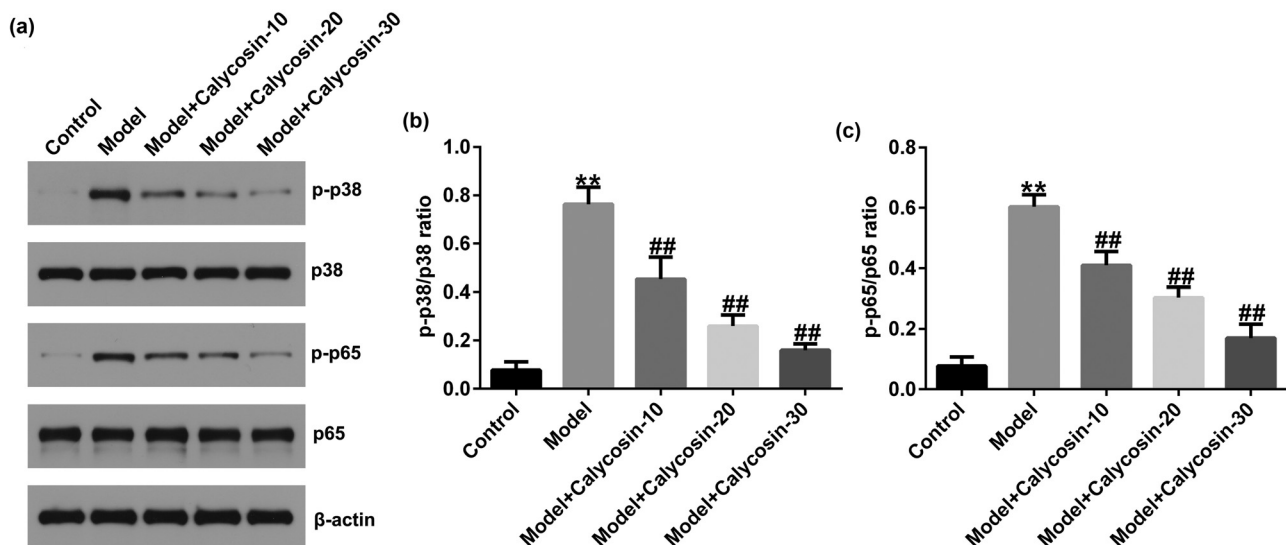 (a)
Control
Model
Model+Calycosin-10
Model+Calycosin-20
Model+Calycosin-30
p-p38
p38
p-p65
p65
β-actin
(b)
p-p38/p38 ratio
1.0
0.8
0.6
0.4
0.2
0.0
**
##
##
##
Control
Model
Model+Calycosin-10
Model+Calycosin-20
Model+Calycosin-30
(c)
p-p65/p65 ratio
0.8
0.6
0.4
0.2
0.0
**
##
##
##
Control
Model
Model+Calycosin-10
Model+Calycosin-20
Model+Calycosin-30